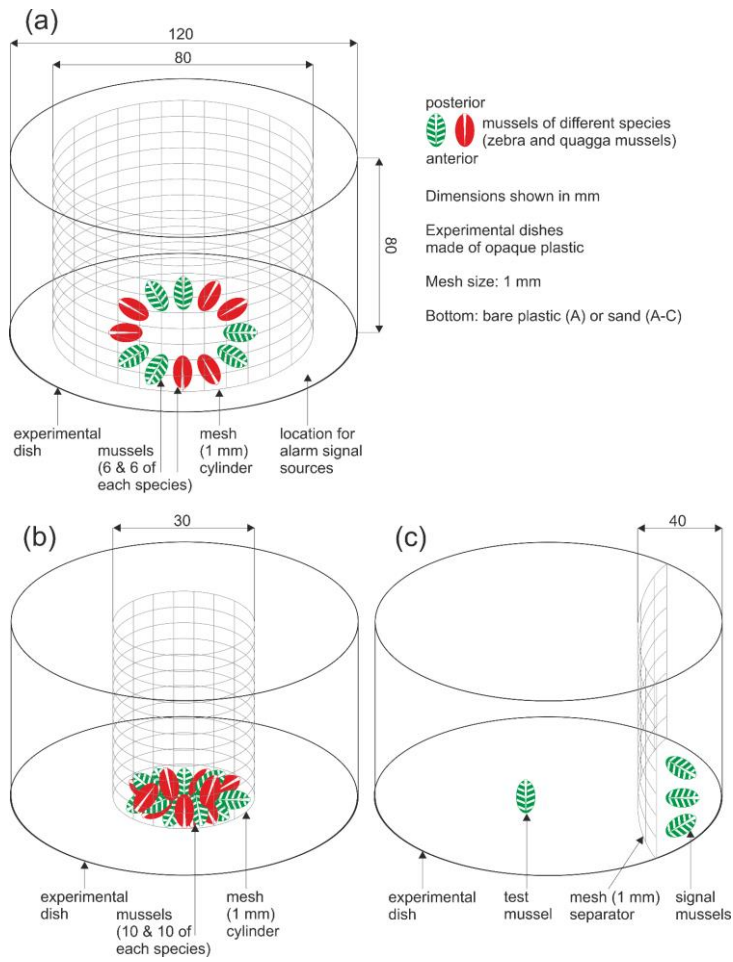 (a)
120
80
80
posterior
mussels of different species
(zebra and quagga mussels)
anterior
Dimensions shown in mm
Experimental dishes
made of opaque plastic
Mesh size: 1 mm
Bottom: bare plastic (A) or sand (A-C)
experimental
dish
mussels
(6 & 6 of
each species)
mesh
(1 mm)
cylinder
location for
alarm signal
sources
(b)
30
experimental
dish
mussels
(10 & 10 of
each species)
mesh
(1 mm)
cylinder
(c)
40
experimental
dish
test
mussel
mesh (1 mm)
separator
signal
mussels